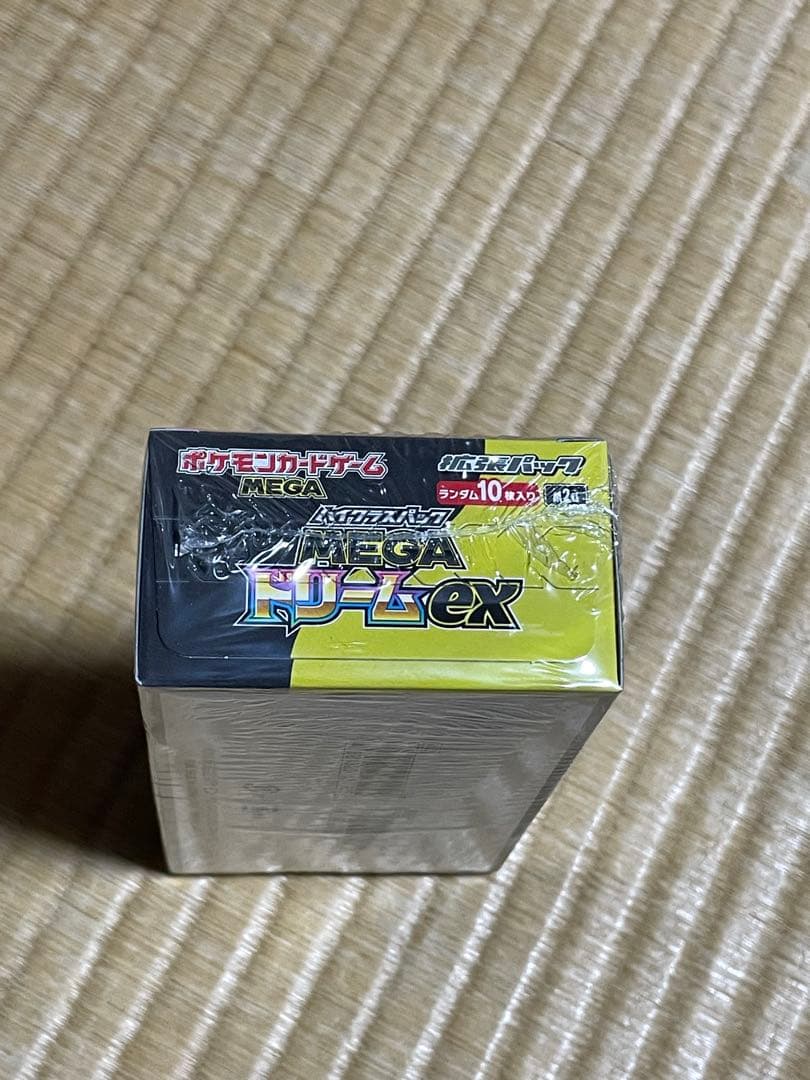 ポケモンカードゲーム
MEGA
拡張パック
ランダム10枚入り
ハイクラスパック
MEGA
ドリームex